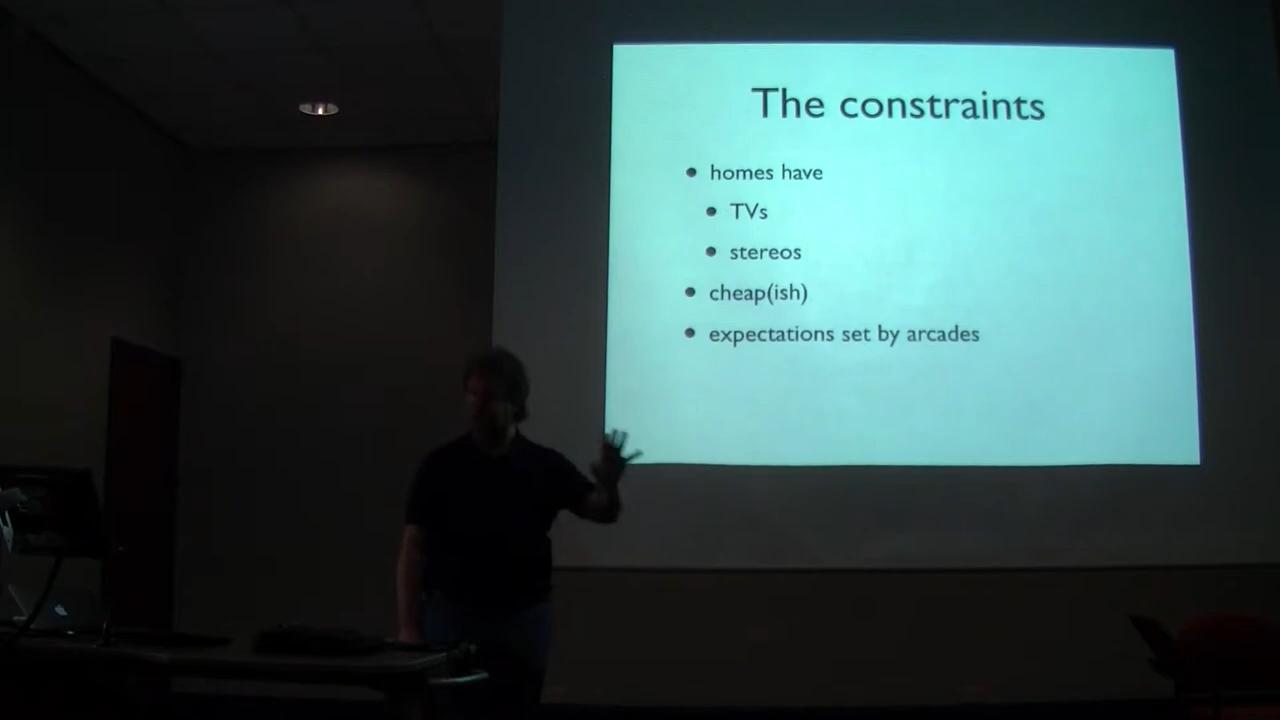 The constraints
homes have
TVs
stereos
cheap(ish)
expectations set by arcades